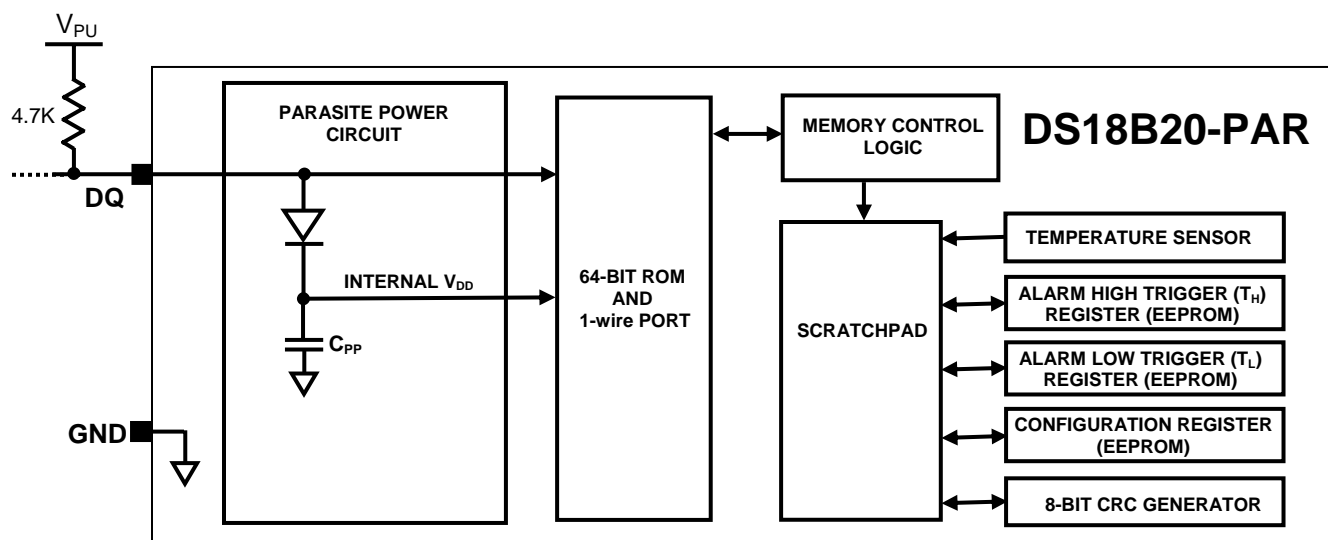 V_PU
4.7K
DQ
GND
PARASITE POWER
CIRCUIT
INTERNAL V_DD
C_PP
64-BIT ROM
AND
1-wire PORT
MEMORY CONTROL
LOGIC
DS18B20-PAR
SCRATCHPAD
TEMPERATURE SENSOR
ALARM HIGH TRIGGER (T_H)
REGISTER (EEPROM)
ALARM LOW TRIGGER (T_L)
REGISTER (EEPROM)
CONFIGURATION REGISTER
(EEPROM)
8-BIT CRC GENERATOR